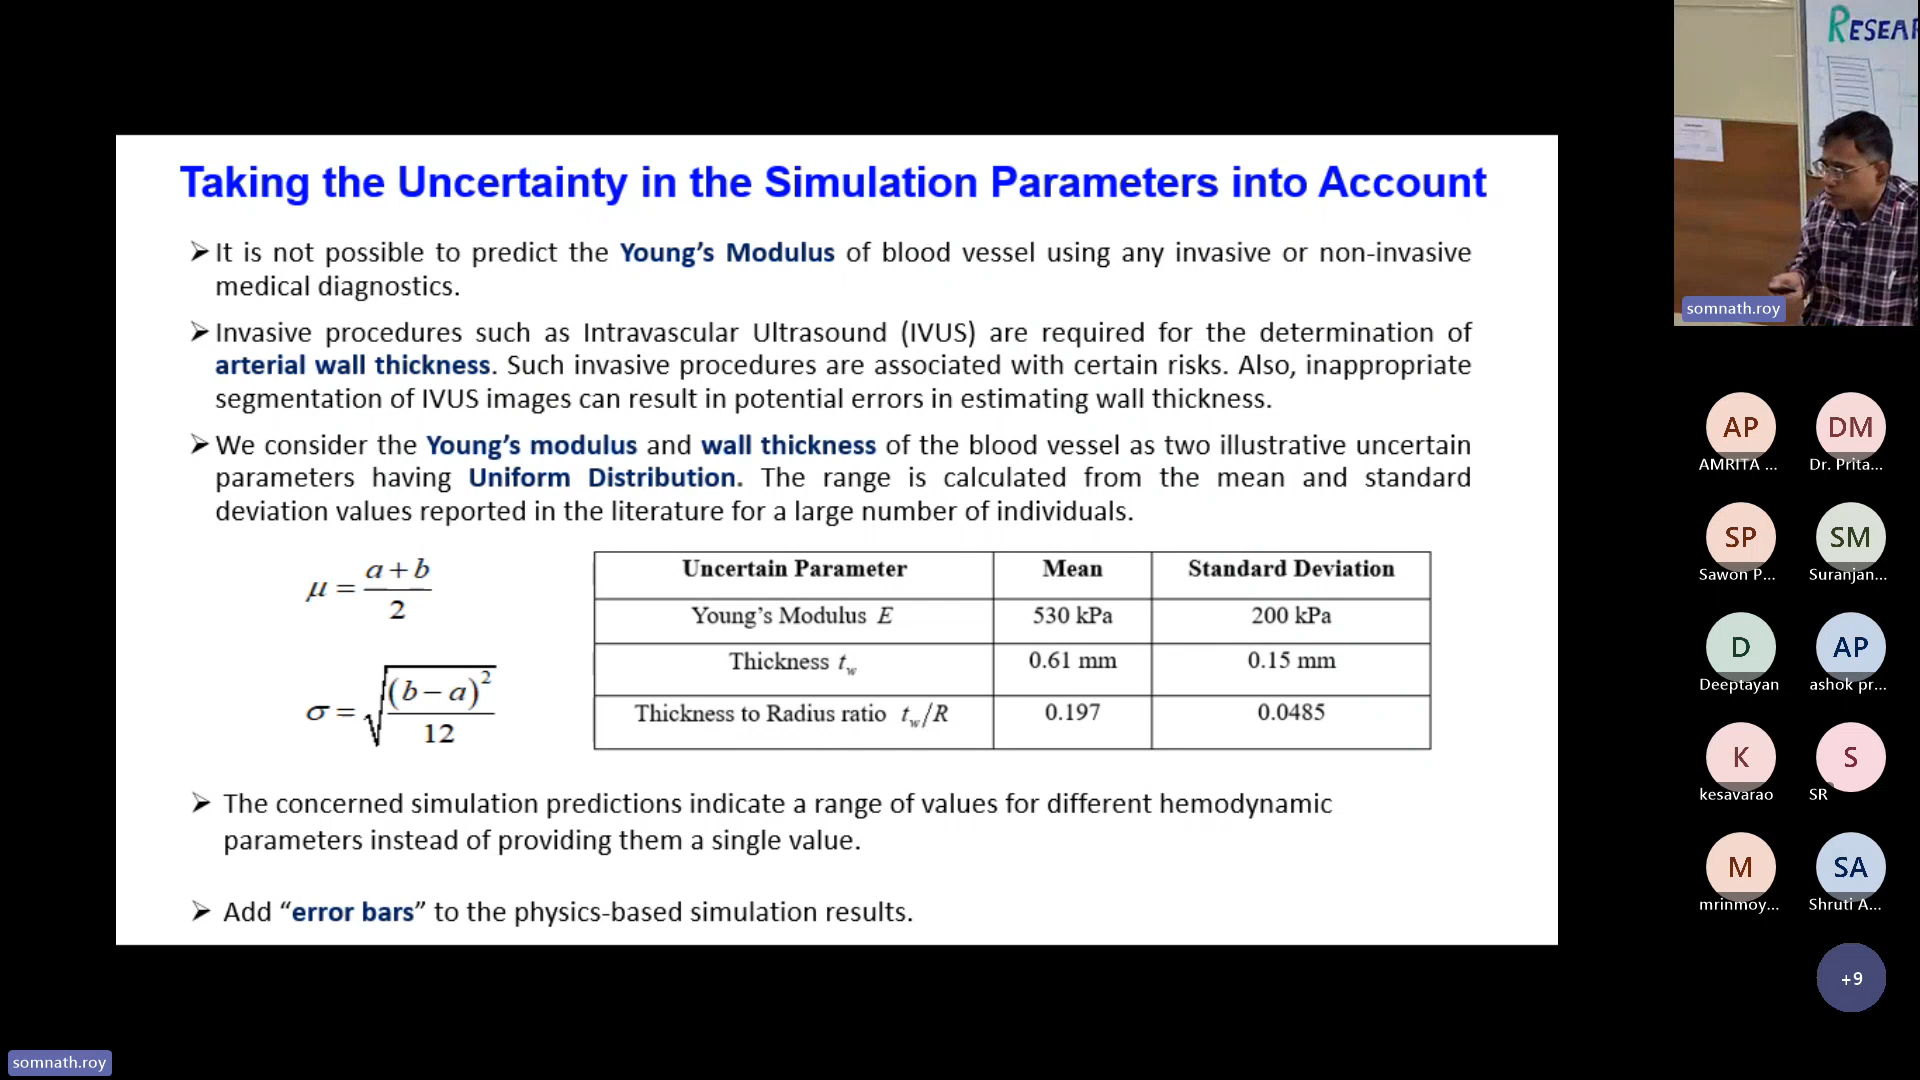 RESEAR
Taking the Uncertainty in the Simulation Parameters into Account
➢ It is not possible to predict the Young's Modulus of blood vessel using any invasive or non-invasive
medical diagnostics.
➢ Invasive procedures such as Intravascular Ultrasound (IVUS) are required for the determination of
arterial wall thickness. Such invasive procedures are associated with certain risks. Also, inappropriate
segmentation of IVUS images can result in potential errors in estimating wall thickness.
➢ We consider the Young's modulus and wall thickness of the blood vessel as two illustrative uncertain
parameters having Uniform Distribution. The range is calculated from the mean and standard
deviation values reported in the literature for a large number of individuals.
μ = (a + b) / 2
σ = √((b − a)² / 12)
Uncertain Parameter Mean Standard Deviation
Young's Modulus E 530 kPa 200 kPa
Thickness t_w 0.61 mm 0.15 mm
Thickness to Radius ratio t_w/R 0.197 0.0485
➢ The concerned simulation predictions indicate a range of values for different hemodynamic
parameters instead of providing them a single value.
➢ Add “error bars” to the physics-based simulation results.
somnath.roy
AP DM
AMRITA ... Dr. Prita...
SP SM
Sawon P... Suranjan...
D AP
Deeptayan ashok pr...
K S
kesavarao SR
M SA
mrinmoy... Shruti A...
+9
somnath.roy